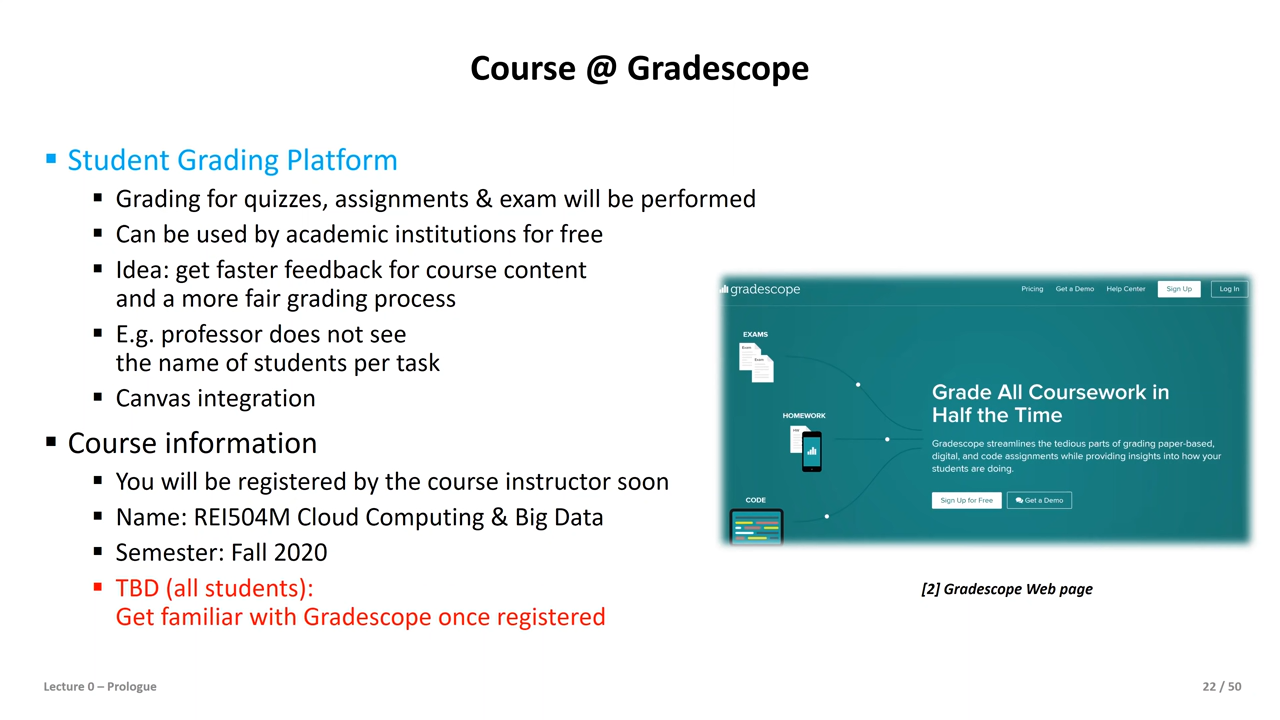 Course @ Gradescope
▪ Student Grading Platform
▪ Grading for quizzes, assignments & exam will be performed
▪ Can be used by academic institutions for free
▪ Idea: get faster feedback for course content
and a more fair grading process
▪ E.g. professor does not see
the name of students per task
▪ Canvas integration
▪ Course information
▪ You will be registered by the course instructor soon
▪ Name: REI504M Cloud Computing & Big Data
▪ Semester: Fall 2020
▪ TBD (all students):
Get familiar with Gradescope once registered
gradescope
Pricing Get a Demo Help Center Sign Up Log In
EXAMS
Exam
Exam
HOMEWORK
CODE
Grade All Coursework in
Half the Time
Gradescope streamlines the tedious parts of grading paper-based,
digital, and code assignments while providing insights into how your
students are doing.
Sign Up for Free Get a Demo
[2] Gradescope Web page
Lecture 0 – Prologue
22 / 50